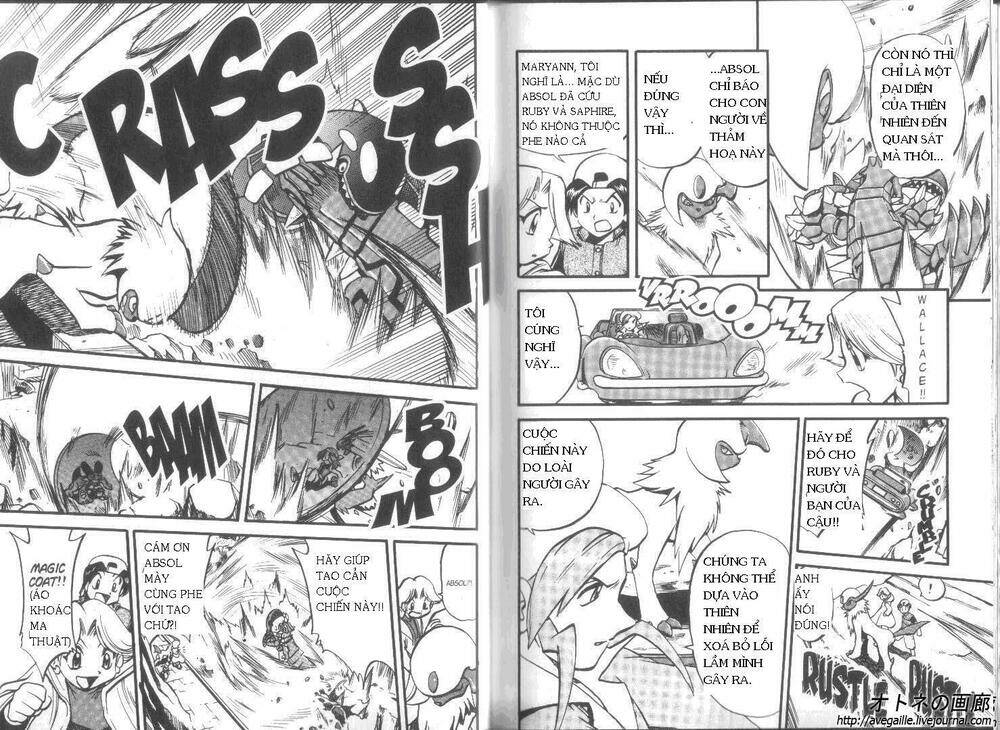 CÒN NÓ THÌ
CHỈ LÀ MỘT
ĐẠI DIỆN
CỦA THIÊN
NHIÊN ĐẾN
QUAN SÁT
MÀ THÔI...
...ABSOL
CHỈ BÁO
CHO CON
NGƯỜI VỀ
THẢM
HOẠ NÀY
NẾU
ĐÚNG
VẬY
THÌ...
MARYANN, TÔI
NGHĨ LÀ... MẶC DÙ
ABSOL ĐÃ CỨU
RUBY VÀ SAPHIRE,
NÓ KHÔNG THUỘC
PHE NÀO CẢ
WALLACE!!
VRROOOMMM
TÔI
CÚNG
NGHĨ
VẬY...
HÃY ĐỂ
ĐÓ CHO
RUBY VÀ
NGƯỜI
BẠN CỦA
CẬU!!
CRUMBLE
CUỘC
CHIẾN NÀY
DO LOÀI
NGƯỜI GÂY
RA.
CHÚNG TA
KHÔNG THỂ
DỰA VÀO
THIÊN
NHIÊN ĐỂ
XOÁ BỎ LỖI
LẦM MÌNH
GÂY RA.
ANH
ẤY
NÓI
ĐÚNG!
!
RUSTLE
RUSTLE
CRASSSSH
BOOM
BAAM
ABSOL?!
HÃY GIÚP
TAO CẢN
CUỘC
CHIẾN NÀY!!
CÁM ƠN
ABSOL
MÀY
CÙNG PHE
VỚI TAO
CHỨ?!
MAGIC
COAT!!
(ÁO
KHOÁC
MA
THUẬT)
オトネの画廊
http://avegaille.livejournal.com/